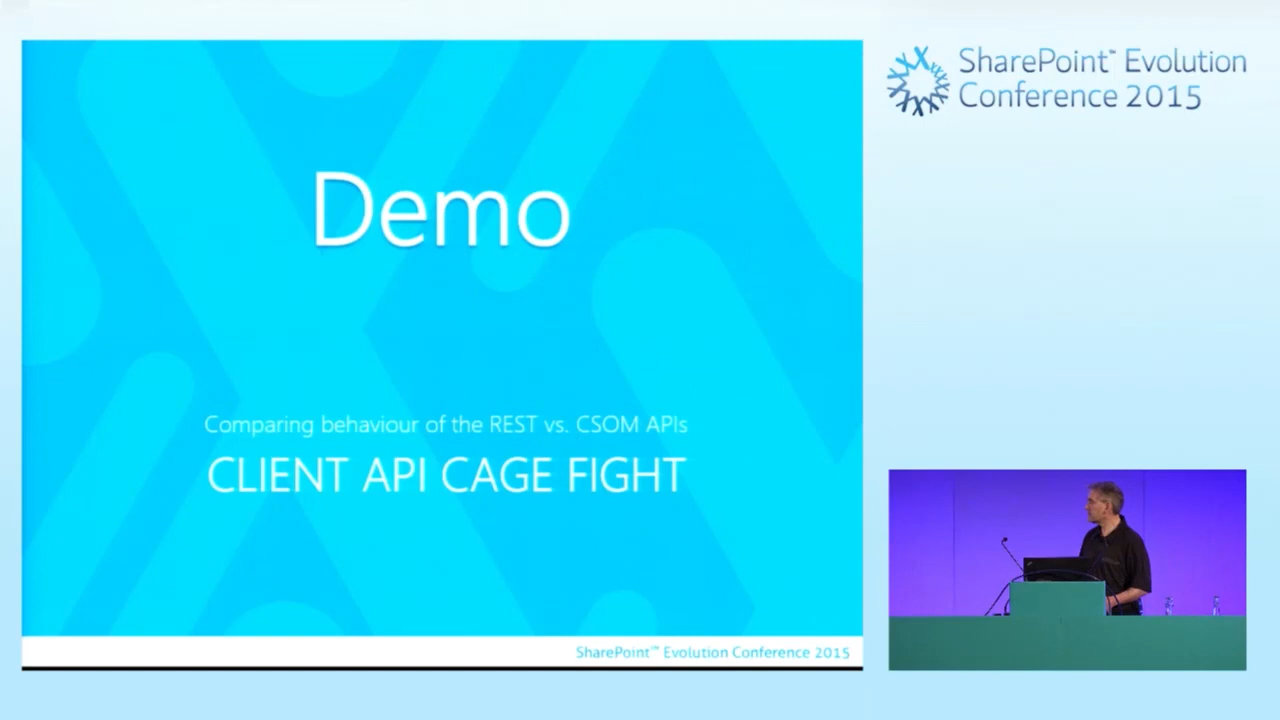 Demo
Comparing behaviour of the REST vs. CSOM APIs
CLIENT API CAGE FIGHT
SharePoint™ Evolution Conference 2015
SharePoint™ Evolution
Conference 2015